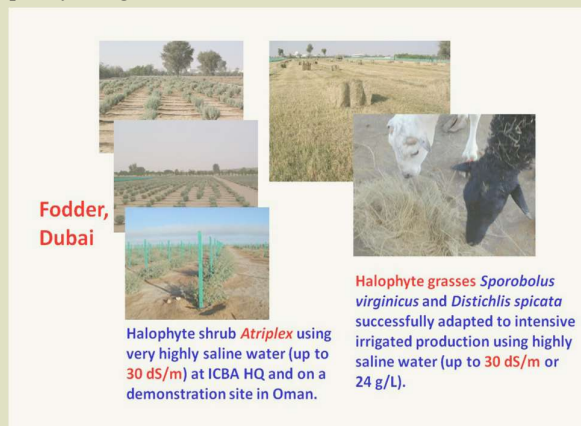 Fodder,
Dubai
Halophyte shrub Atriplex using
very highly saline water (up to
30 dS/m) at ICBA HQ and on a
demonstration site in Oman.
Halophyte grasses Sporobolus
virginicus and Distichlis spicata
successfully adapted to intensive
irrigated production using highly
saline water (up to 30 dS/m or
24 g/L).